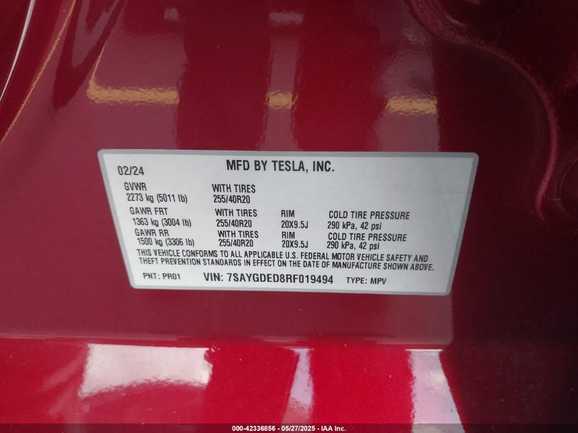 02/24 MFD BY TESLA, INC.
GVWR WITH TIRES
2273 kg (5011 lb) 255/40R20
GAWR FRT WITH TIRES RIM COLD TIRE PRESSURE
1363 kg (3004 lb) 255/40R20 20X9.5J 290 kPa, 42 psi
GAWR RR WITH TIRES RIM COLD TIRE PRESSURE
1500 kg (3306 lb) 255/40R20 20X9.5J 290 kPa, 42 psi
THIS VEHICLE CONFORMS TO ALL APPLICABLE U.S. FEDERAL MOTOR VEHICLE SAFETY AND
THEFT PREVENTION STANDARDS IN EFFECT ON THE DATE OF MANUFACTURE SHOWN ABOVE.
PNT: PR01 VIN: 7SAYGDED8RF019494 TYPE: MPV
000-42336856 - 05/27/2025 - IAA Inc.